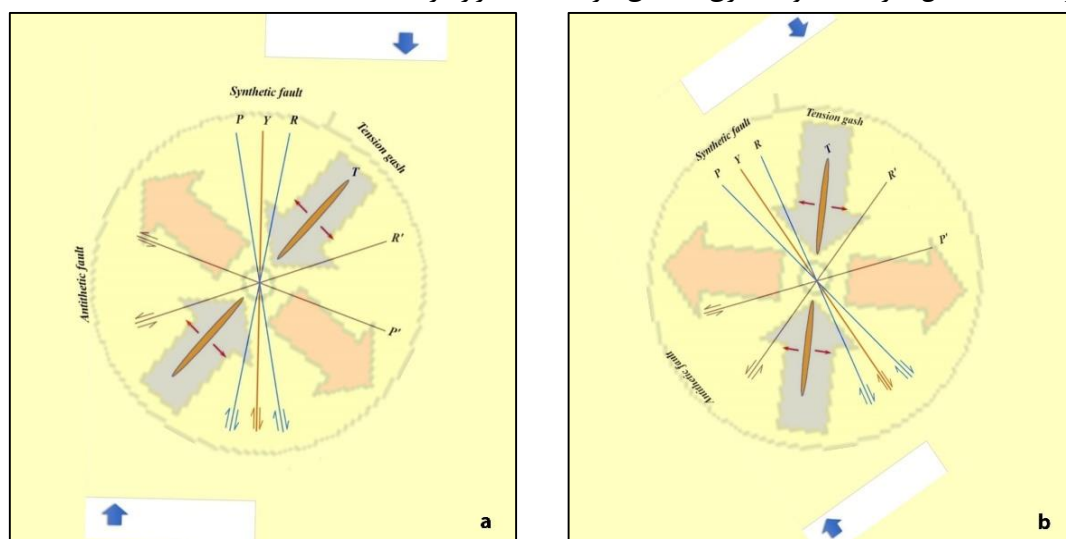 Synthetic fault
P Y R
Tension gash
T
R'
P'
Antithetic fault
a
Synthetic fault
P Y R
Tension gash
T
R'
P'
Antithetic fault
b